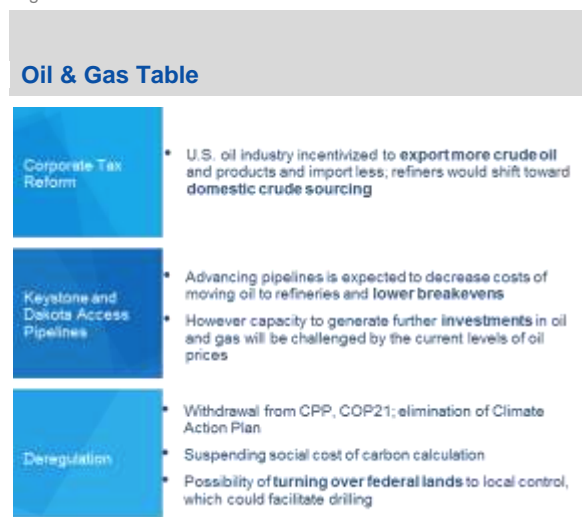 Oil & Gas Table
Corporate Tax
Reform
• U.S. oil industry incentivized to export more crude oil
and products and import less; refiners would shift toward
domestic crude sourcing
Keystone and
Dakota Access
Pipelines
• Advancing pipelines is expected to decrease costs of
moving oil to refineries and lower breakevens
• However capacity to generate further investments in oil
and gas will be challenged by the current levels of oil
prices
Deregulation
• Withdrawal from CPP, COP21; elimination of Climate
Action Plan
• Suspending social cost of carbon calculation
• Possibility of turning over federal lands to local control,
which could facilitate drilling